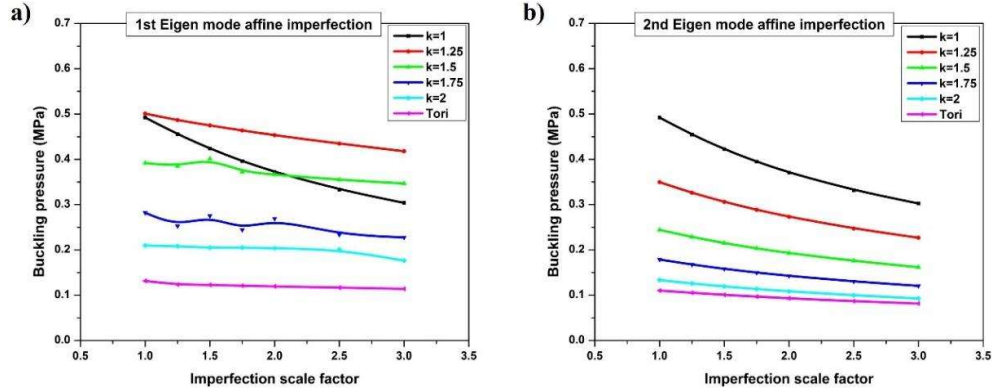 a)
1st Eigen mode affine imperfection
k=1
k=1.25
k=1.5
k=1.75
k=2
Tori
Buckling pressure (MPa)
0.7
0.6
0.5
0.4
0.3
0.2
0.1
0.0
0.5 1.0 1.5 2.0 2.5 3.0 3.5
Imperfection scale factor
b)
2nd Eigen mode affine imperfection
k=1
k=1.25
k=1.5
k=1.75
k=2
Tori
Buckling pressure (MPa)
0.7
0.6
0.5
0.4
0.3
0.2
0.1
0.0
0.5 1.0 1.5 2.0 2.5 3.0 3.5
Imperfection scale factor